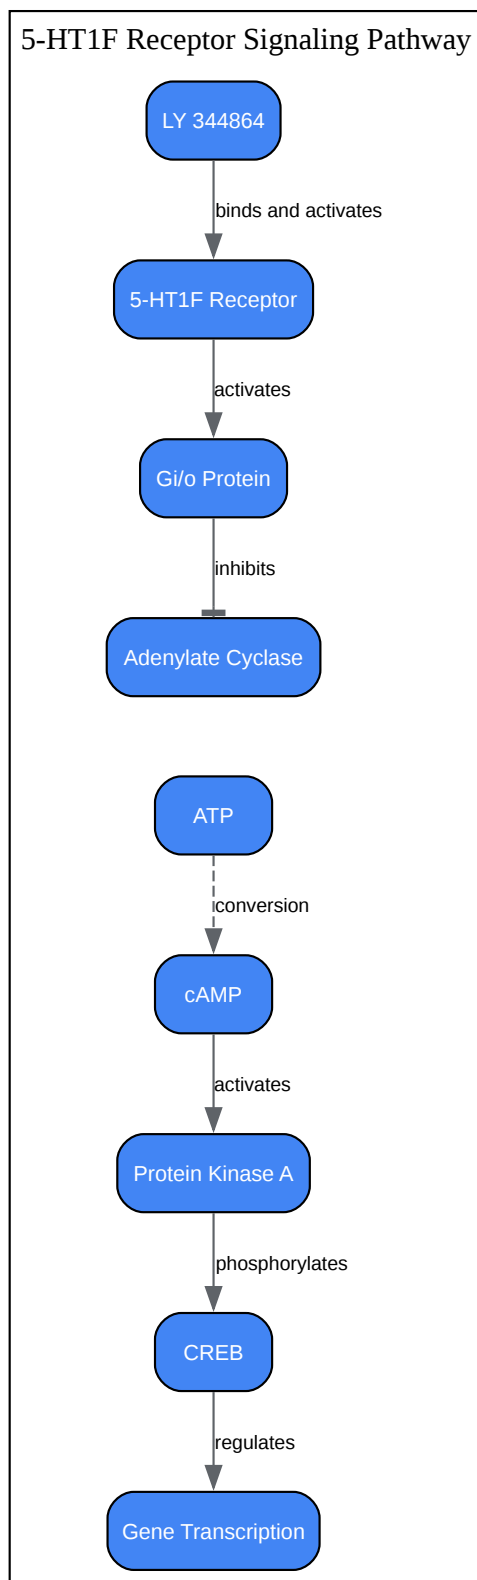 5-HT1F Receptor Signaling Pathway
LY 344864
binds and activates
5-HT1F Receptor
activates
Gi/o Protein
inhibits
Adenylate Cyclase
ATP
conversion
cAMP
activates
Protein Kinase A
phosphorylates
CREB
regulates
Gene Transcription